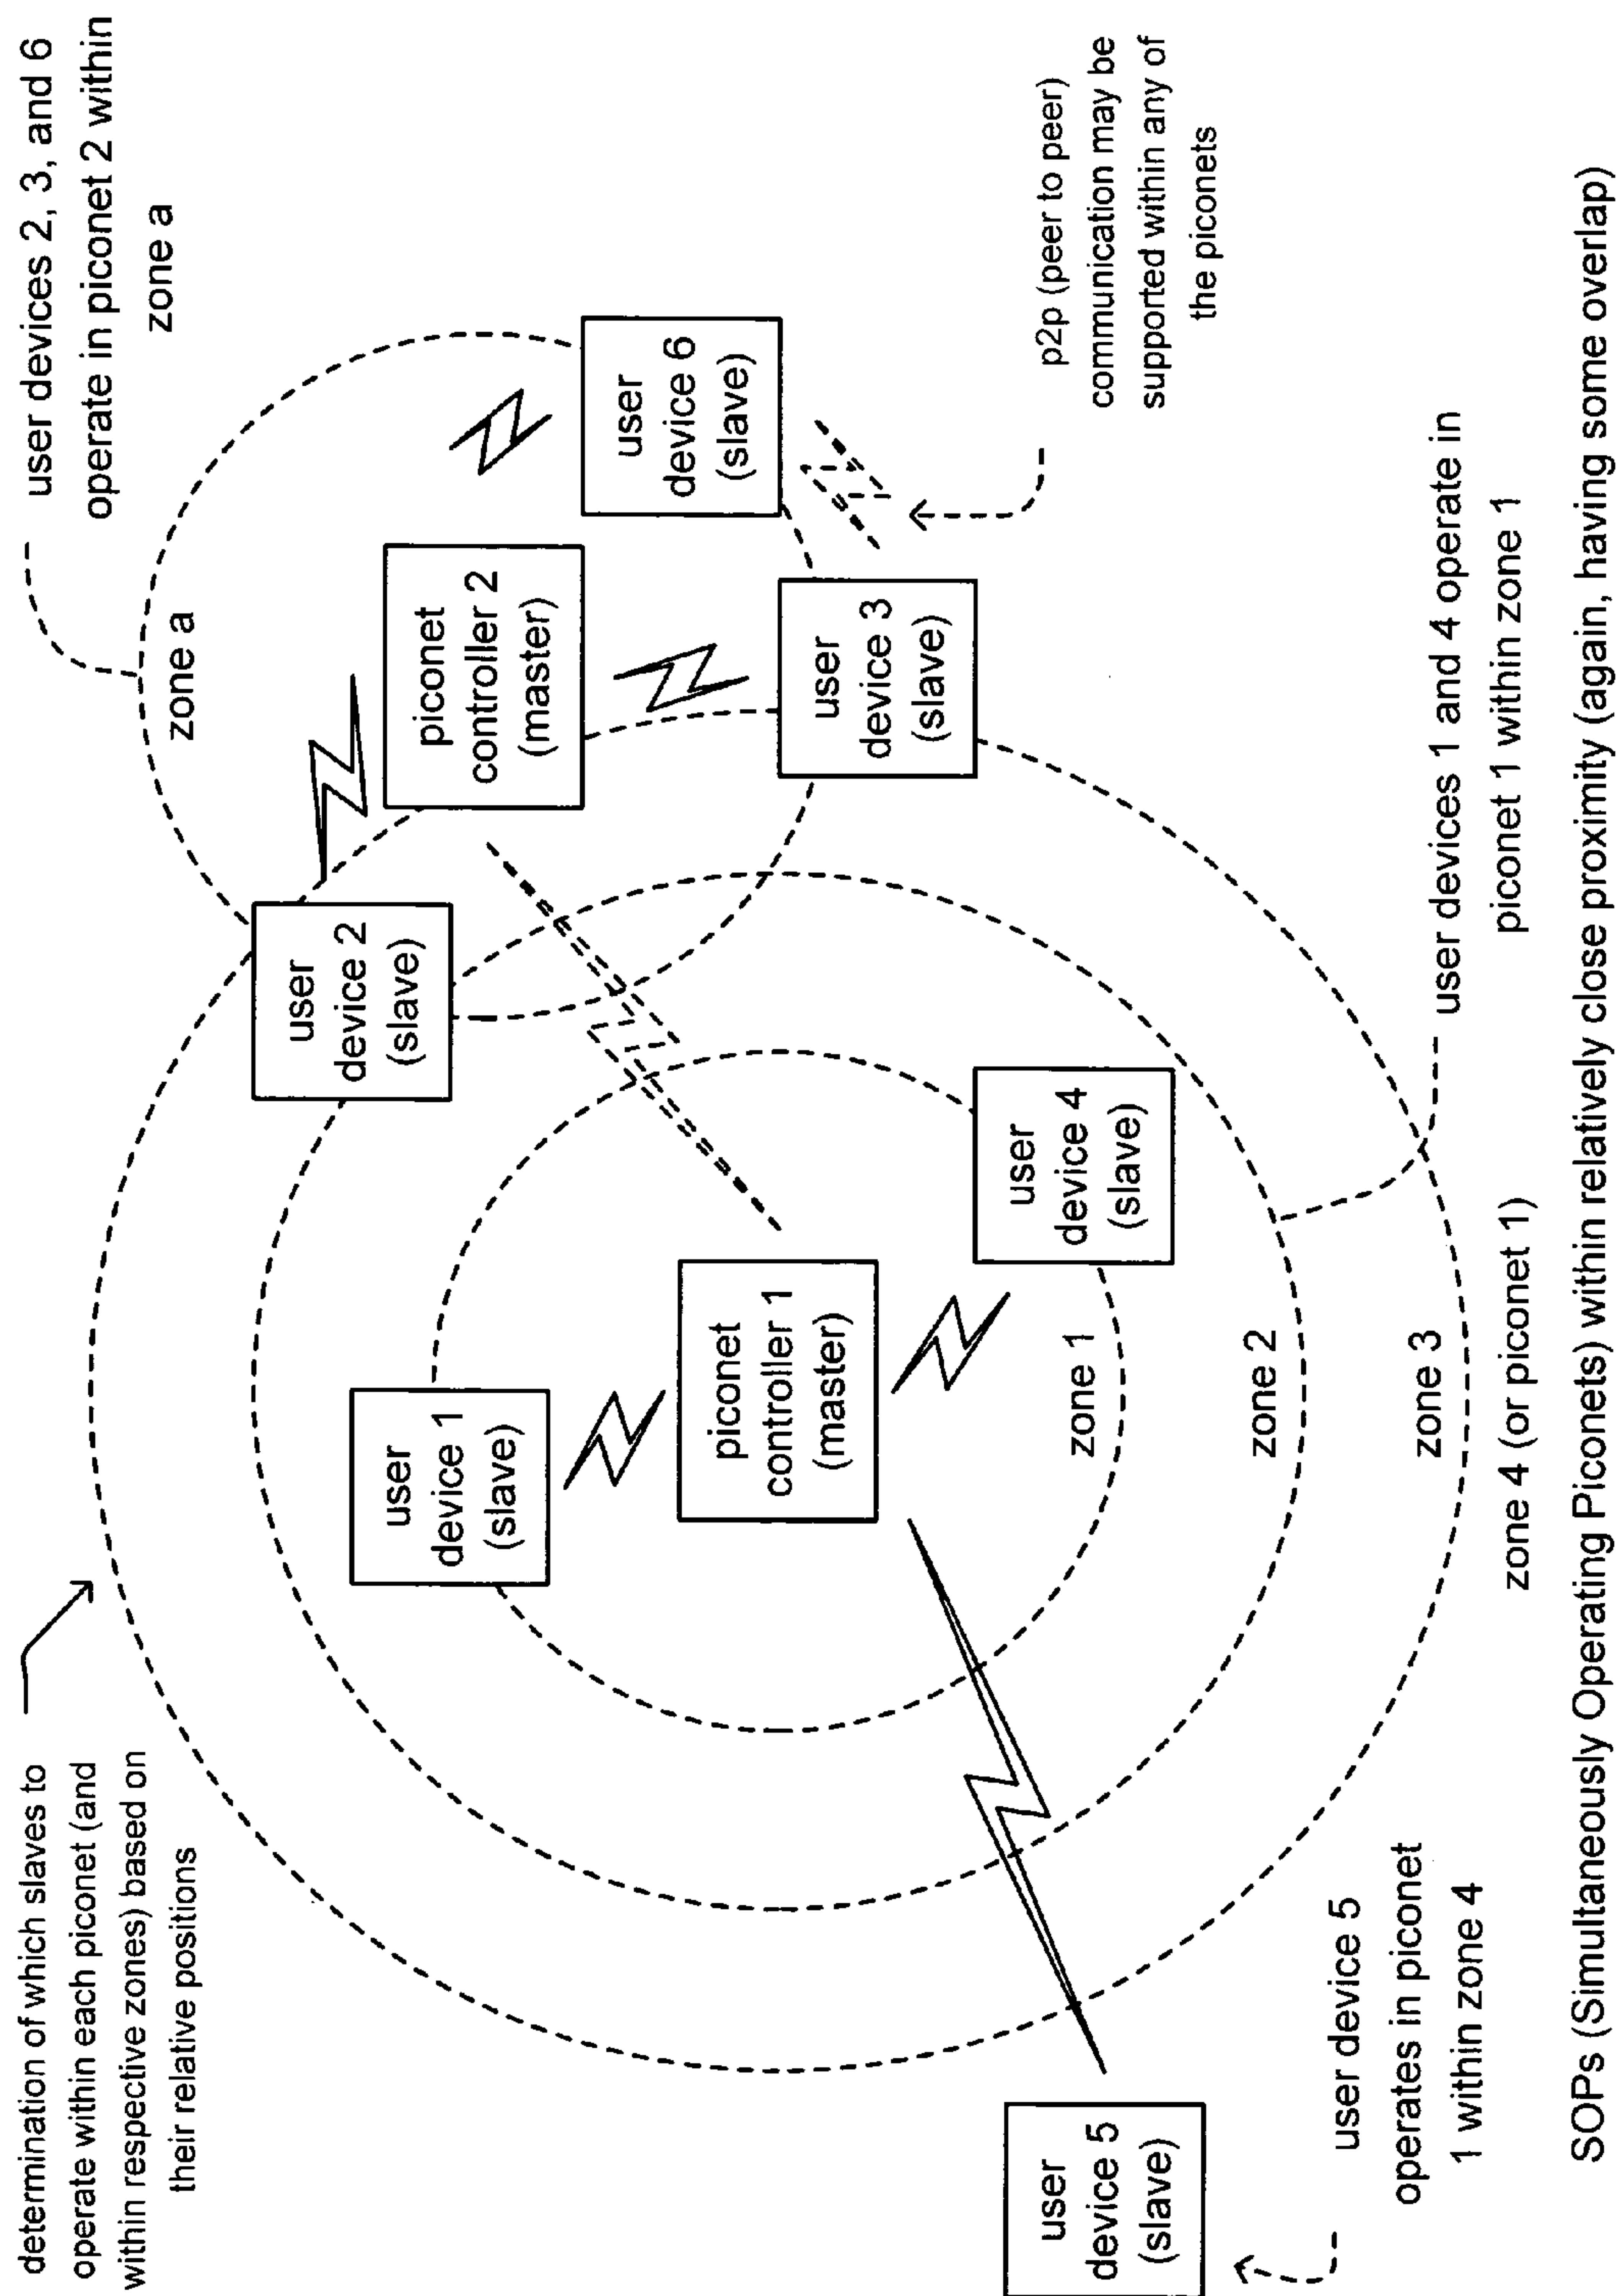 determination of which slaves to
operate within each piconet (and
within respective zones) based on
their relative positions
user devices 2, 3, and 6
operate in piconet 2 within
zone a
zone a
user
device 2
(slave)
piconet
controller 2
(master)
user
device 6
(slave)
user
device 1
(slave)
piconet
controller 1
(master)
user
device 3
(slave)
user
device 4
(slave)
p2p (peer to peer)
communication may be
supported within any of
the piconets
user
device 5
(slave)
zone 1
zone 2
zone 3
zone 4 (or piconet 1)
user device 5
operates in piconet
1 within zone 4
user devices 1 and 4 operate in
piconet 1 within zone 1
SOPs (Simultaneously Operating Piconets) within relatively close proximity (again, having some overlap)